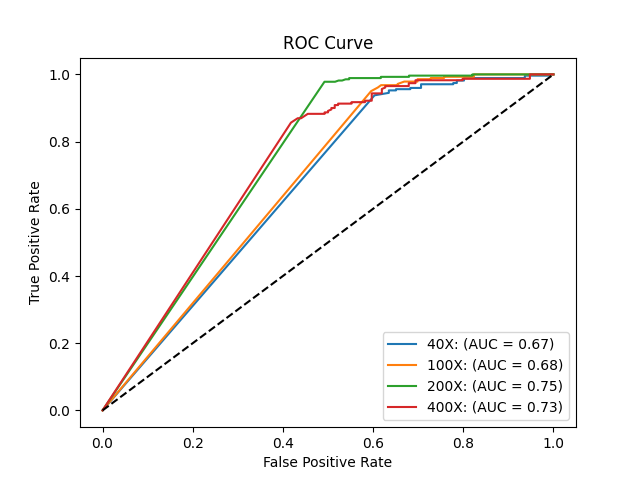 ROC Curve
True Positive Rate
1.0
0.8
0.6
0.4
0.2
0.0
0.0 0.2 0.4 0.6 0.8 1.0
False Positive Rate
40X: (AUC = 0.67)
100X: (AUC = 0.68)
200X: (AUC = 0.75)
400X: (AUC = 0.73)